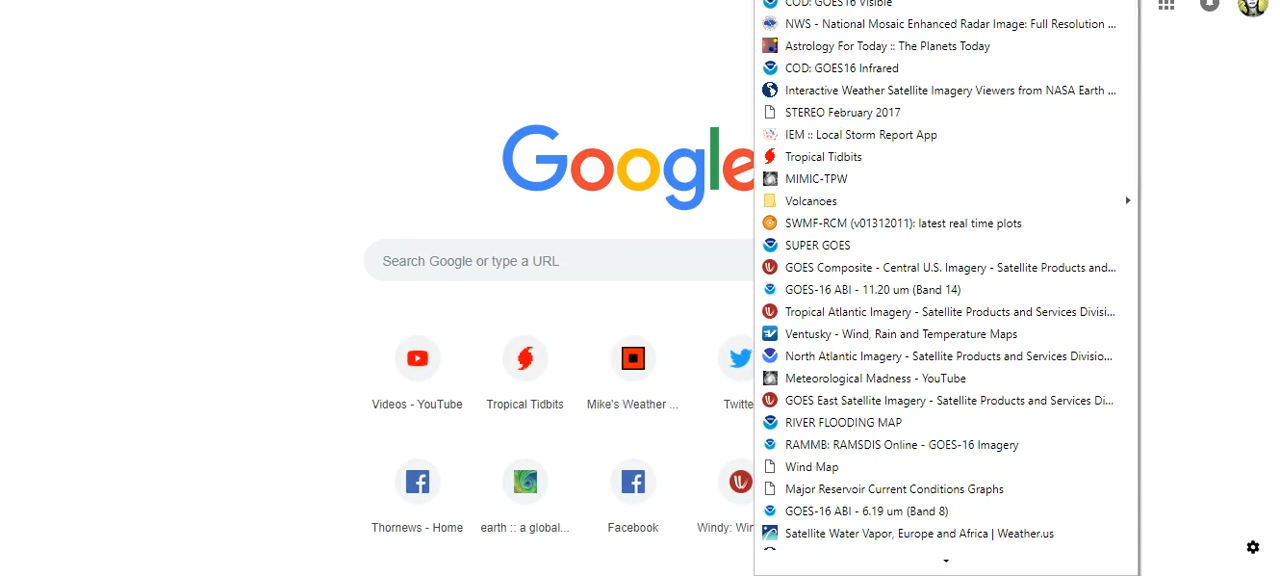 COD: GOES16 Visible
NWS - National Mosaic Enhanced Radar Image: Full Resolution ...
Astrology For Today :: The Planets Today
COD: GOES16 Infrared
Interactive Weather Satellite Imagery Viewers from NASA Earth ...
STEREO February 2017
IEM :: Local Storm Report App
Tropical Tidbits
MIMIC-TPW
Volcanoes
SWMF-RCM (v01312011): latest real time plots
SUPER GOES
GOES Composite - Central U.S. Imagery - Satellite Products and...
GOES-16 ABI - 11.20 um (Band 14)
Tropical Atlantic Imagery - Satellite Products and Services Divisi...
Ventusky - Wind, Rain and Temperature Maps
North Atlantic Imagery - Satellite Products and Services Divisio...
Meteorological Madness - YouTube
GOES East Satellite Imagery - Satellite Products and Services Di...
RIVER FLOODING MAP
RAMMB: RAMSDIS Online - GOES-16 Imagery
Wind Map
Major Reservoir Current Conditions Graphs
GOES-16 ABI - 6.19 um (Band 8)
Satellite Water Vapor, Europe and Africa | Weather.us
Google
Search Google or type a URL
Videos - YouTube
Tropical Tidbits
Mike's Weather ...
Twitte
Thornews - Home
earth :: a global...
Facebook
Windy: Win